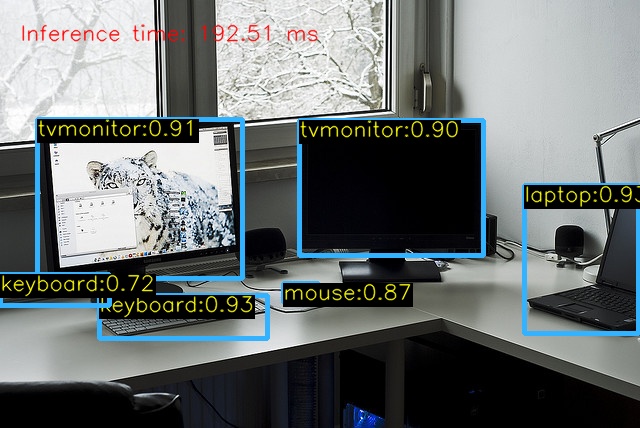 Inference time: 192.51 ms
tvmonitor:0.91
tvmonitor:0.90
laptop:0.93
keyboard:0.72
keyboard:0.93
mouse:0.87